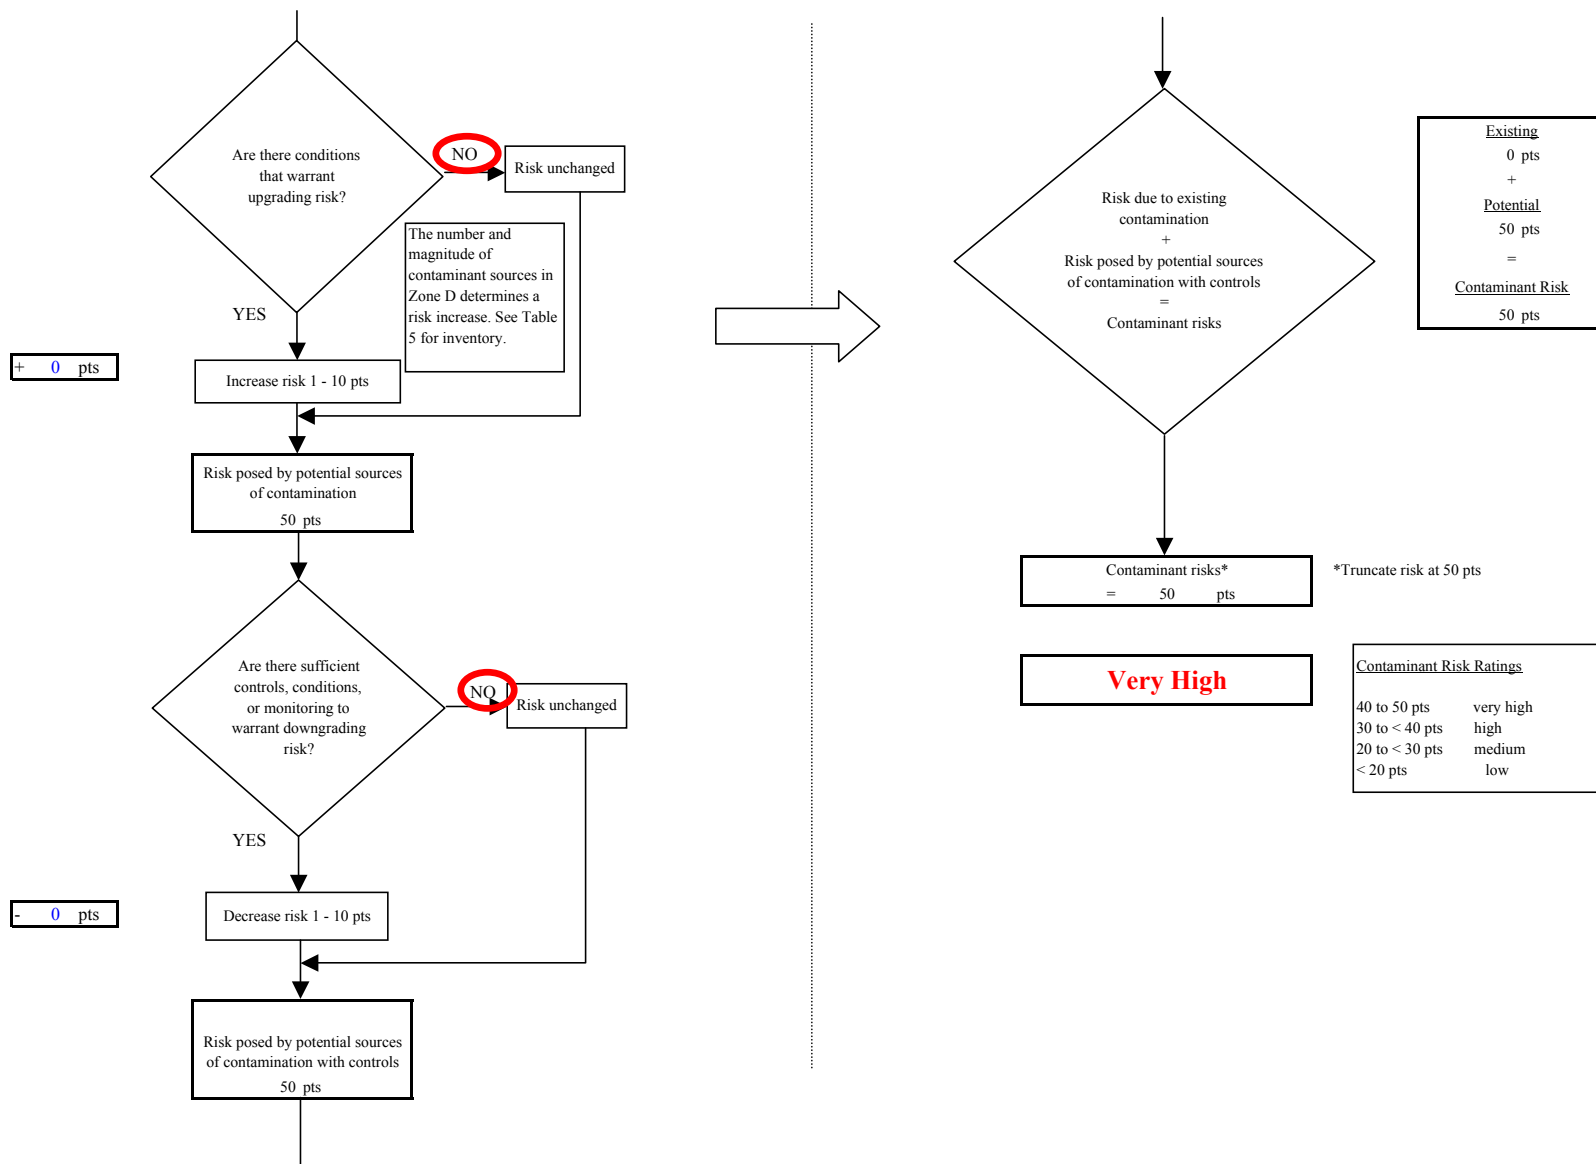 Are there conditions
that warrant
upgrading risk?
NO
Risk unchanged
The number and
magnitude of
contaminant sources in
Zone D determines a
risk increase. See Table
5 for inventory.
YES
+ 0 pts
Increase risk 1 - 10 pts
Risk posed by potential sources
of contamination
50 pts
Are there sufficient
controls, conditions,
or monitoring to
warrant downgrading
risk?
NO
Risk unchanged
YES
- 0 pts
Decrease risk 1 - 10 pts
Risk posed by potential sources
of contamination with controls
50 pts
Risk due to existing
contamination
+
Risk posed by potential sources
of contamination with controls
=
Contaminant risks
Existing
0 pts
+
Potential
50 pts
=
Contaminant Risk
50 pts
Contaminant risks*
= 50 pts
*Truncate risk at 50 pts
Very High
Contaminant Risk Ratings
40 to 50 pts very high
30 to < 40 pts high
20 to < 30 pts medium
< 20 pts low